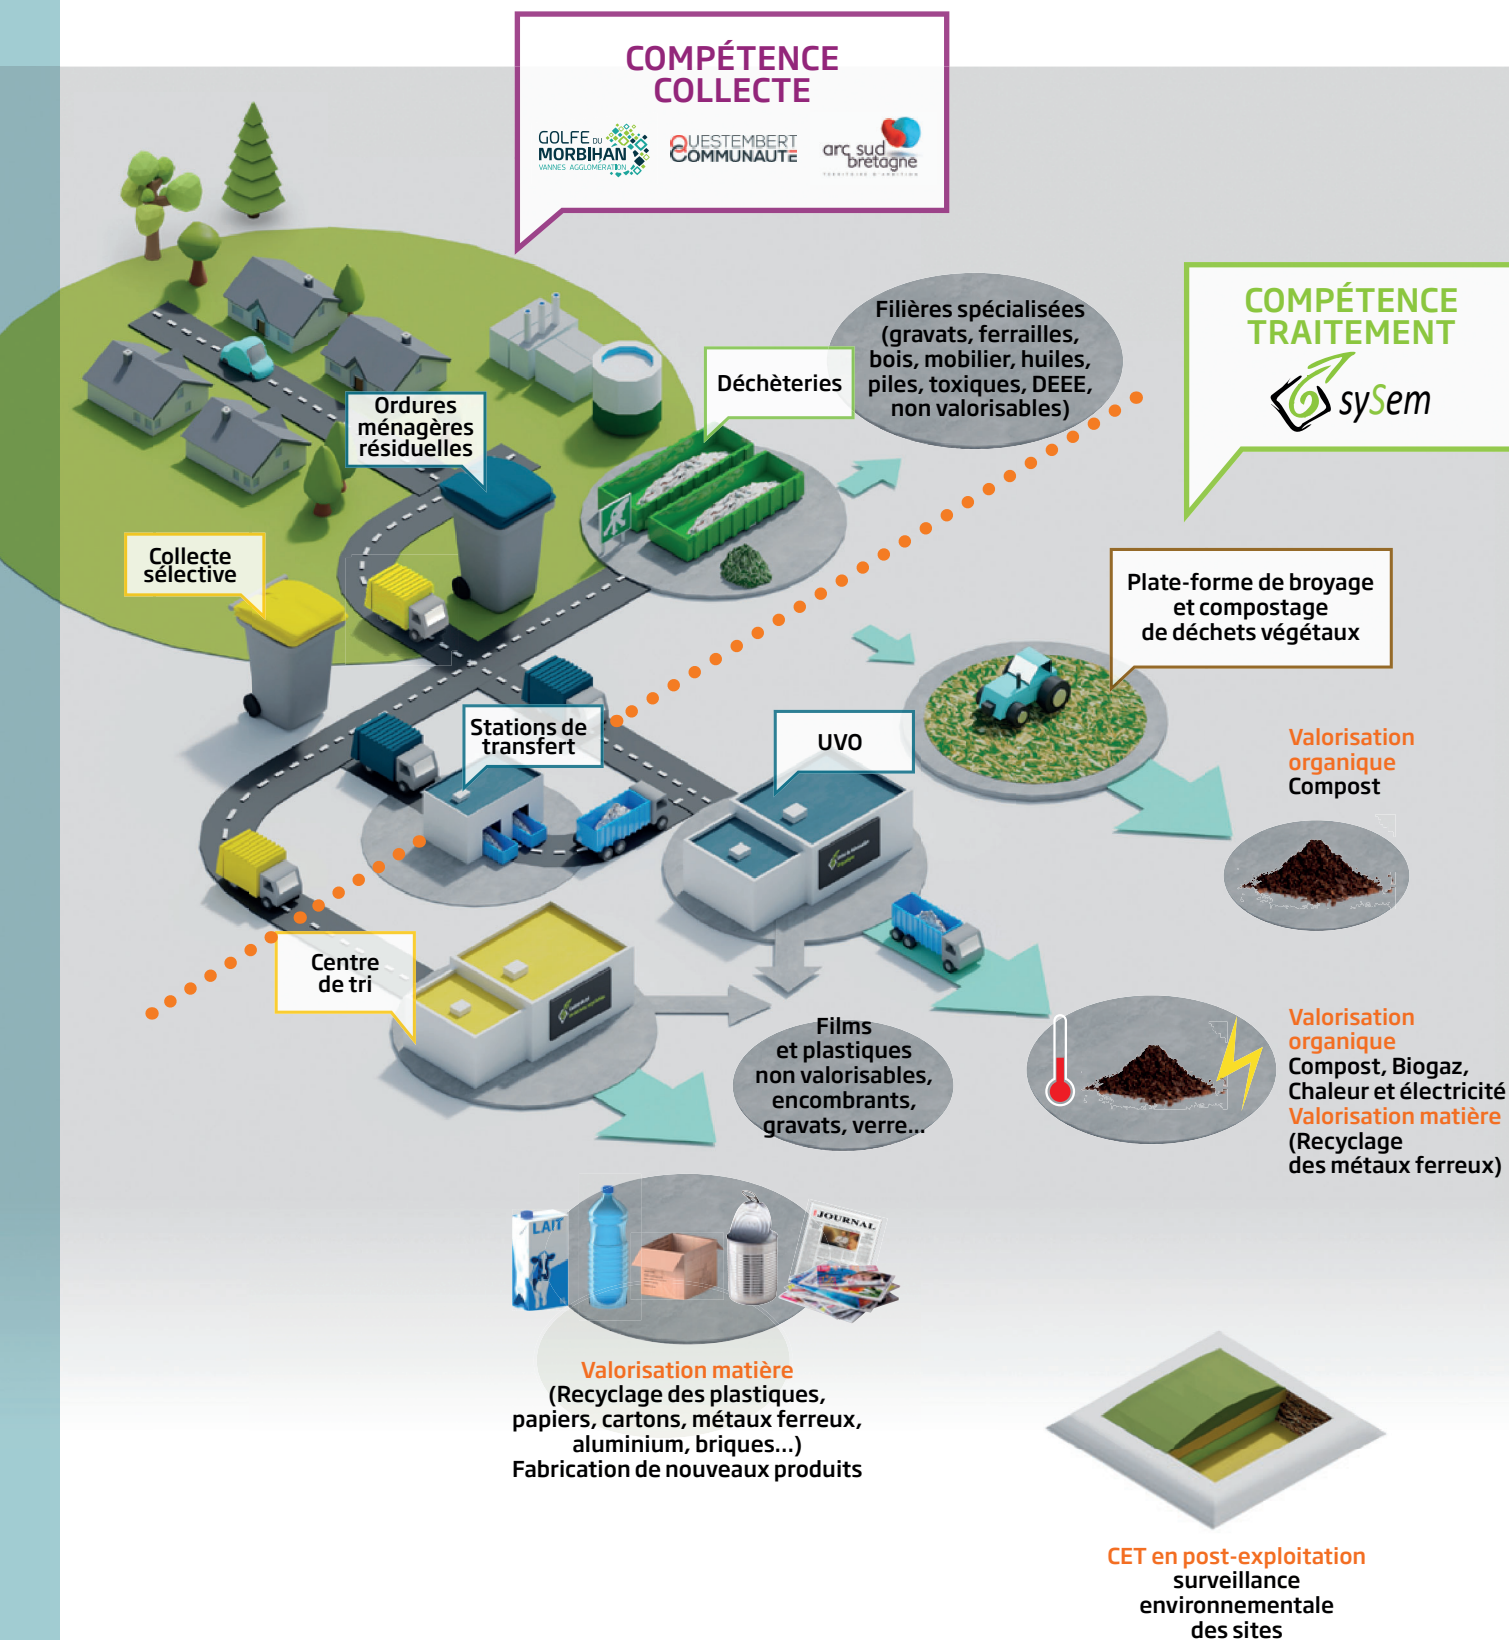 COMPÉTENCE
COLLECTE
GOLFE DU
MORBIHAN
VANNES AGGLOMÉRATION
QUESTEMBERT
COMMUNAUTÉ
arc sud
bretagne
TERRITOIRE D'AMBITION
COMPÉTENCE
TRAITEMENT
sySem
Filières spécialisées
(gravats, ferrailles,
bois, mobilier, huiles,
piles, toxiques, DEEE,
non valorisables)
Déchèteries
Ordures
ménagères
résiduelles
Collecte
sélective
Plate-forme de broyage
et compostage
de déchets végétaux
Stations de
transfert
UVO
Valorisation
organique
Compost
Centre
de tri
Films
et plastiques
non valorisables,
encombrants,
gravats, verre...
Valorisation
organique
Compost, Biogaz,
Chaleur et électricité
Valorisation matière
(Recyclage
des métaux ferreux)
LAIT
JOURNAL
Valorisation matière
(Recyclage des plastiques,
papiers, cartons, métaux ferreux,
aluminium, briques...)
Fabrication de nouveaux produits
CET en post-exploitation
surveillance
environnementale
des sites